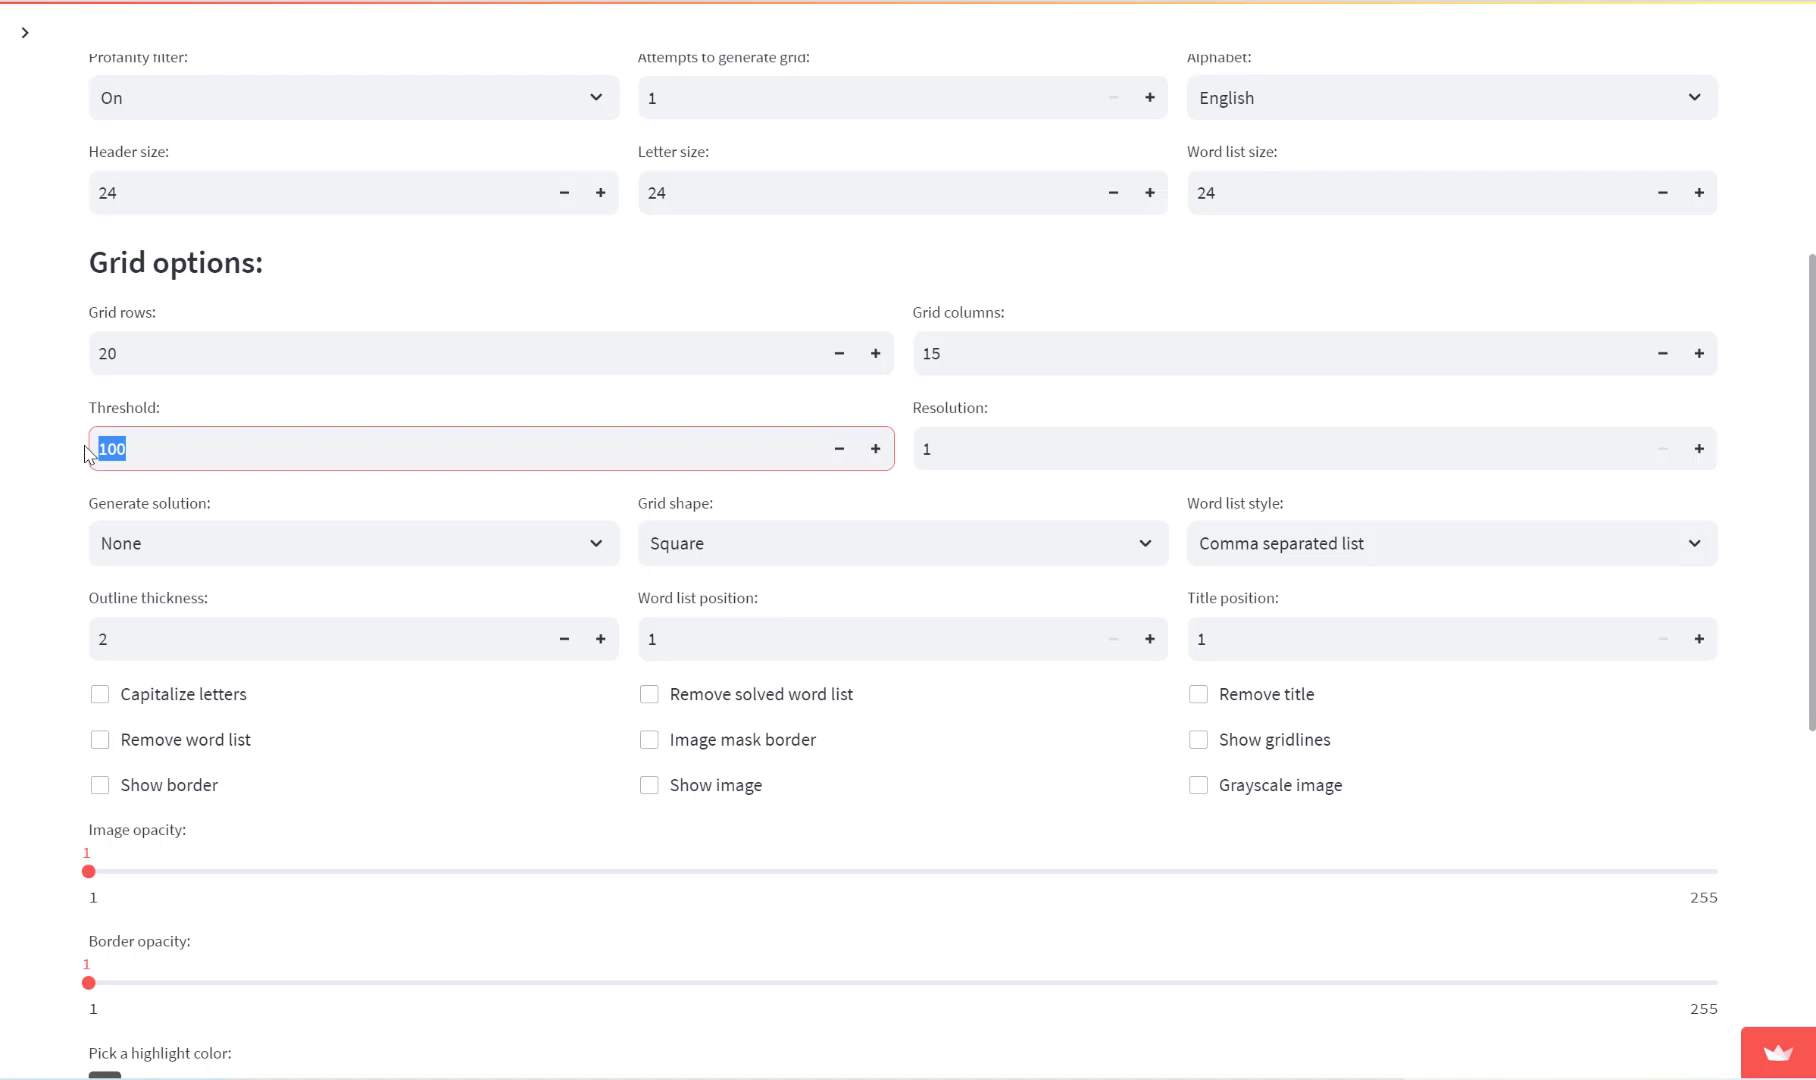 Profanity filter: Attempts to generate grid: Alphabet:
On 1 English
Header size: Letter size: Word list size:
24 24 24
Grid options:
Grid rows: Grid columns:
20 15
Threshold: Resolution:
100 1
Generate solution: Grid shape: Word list style:
None Square Comma separated list
Outline thickness: Word list position: Title position:
2 1 1
Capitalize letters Remove solved word list Remove title
Remove word list Image mask border Show gridlines
Show border Show image Grayscale image
Image opacity:
1
1 255
Border opacity:
1
1 255
Pick a highlight color: